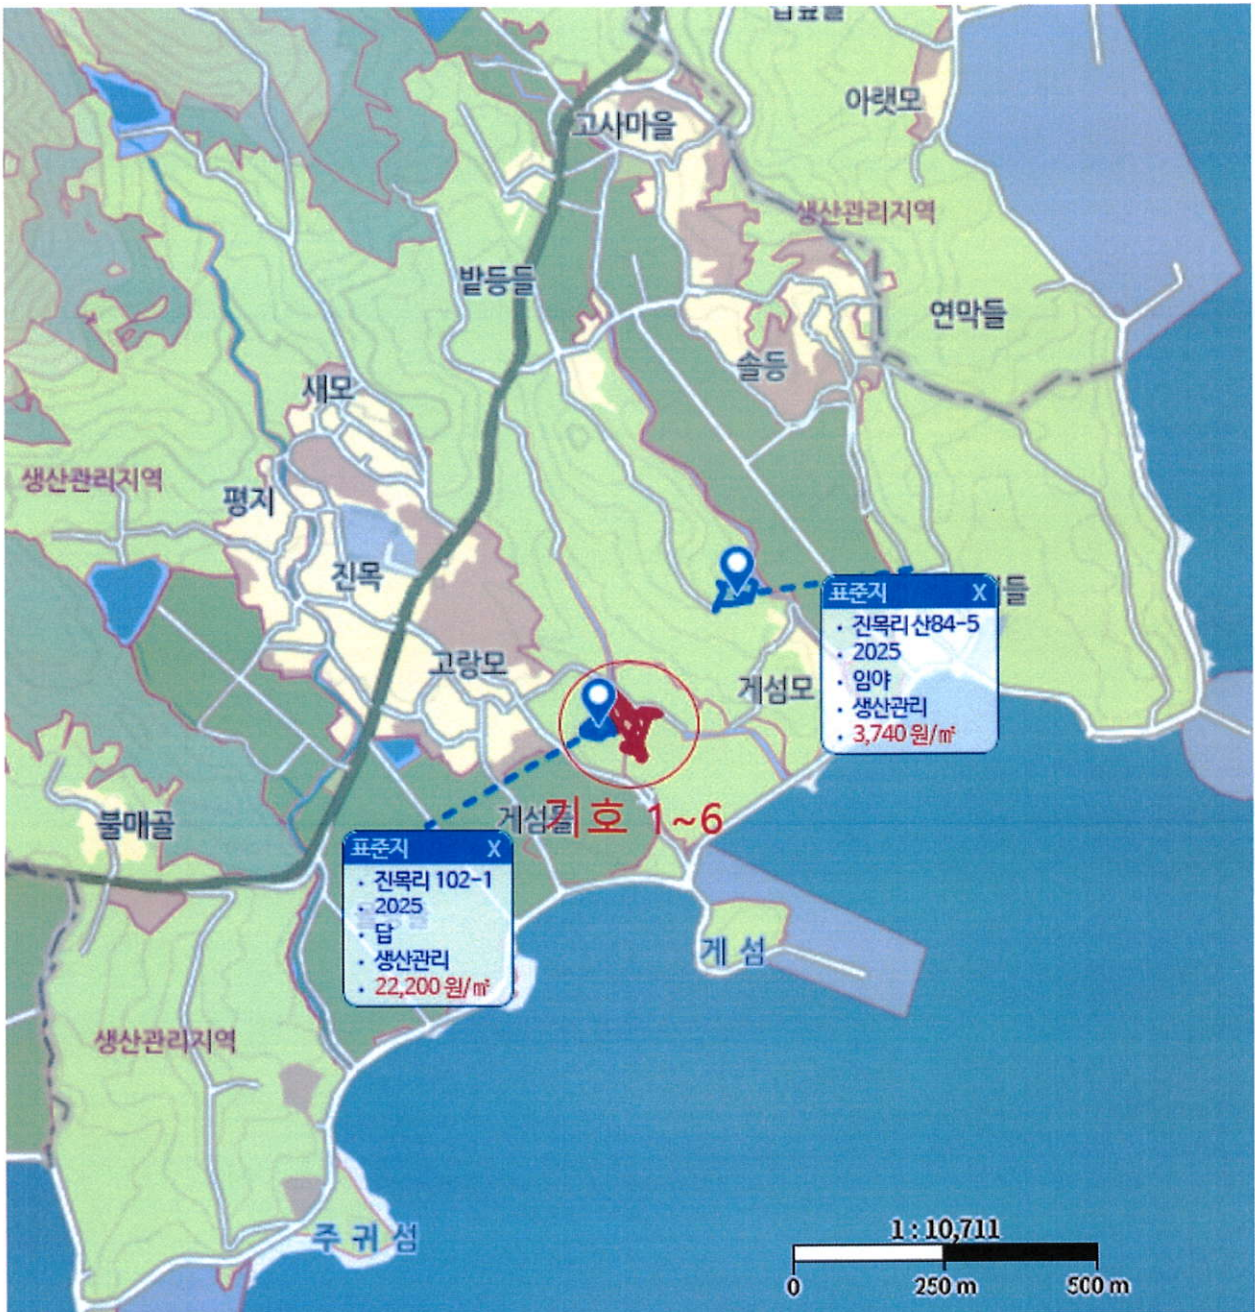 아랫모
고사마을
생산관리지역
밭등들
연막들
솔등
새모
생산관리지역
평지
진목
표준지 X
· 진목리 산84-5
· 2025
· 임야
· 생산관리
· 3,740 원/㎡
들
고랑모
게섬모
게섬들
기호 1~6
불매골
표준지 X
· 진목리 102-1
· 2025
· 답
· 생산관리
· 22,200 원/㎡
게 섬
생산관리지역
주 귀 섬
1 : 10,711
0 250 m 500 m